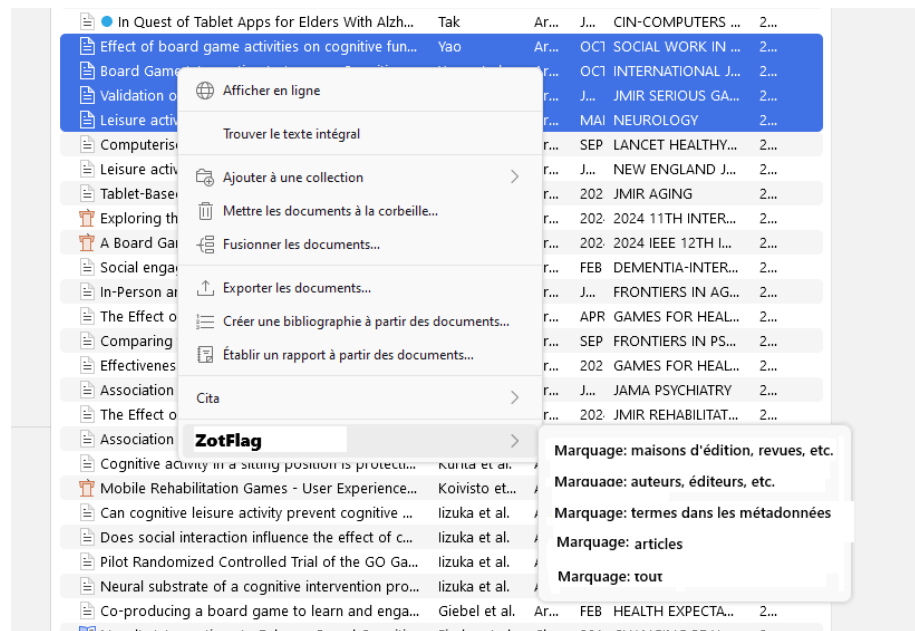 In Quest of Tablet Apps for Elders With Alzh... Tak Ar... J... CIN-COMPUTERS ... 2...
Effect of board game activities on cognitive fun... Yao Ar... OCT SOCIAL WORK IN ... 2...
Board Game OCT INTERNATIONAL J... 2...
Validation o r... J... JMIR SERIOUS GA... 2...
Leisure activ r... MAI NEUROLOGY 2...
Afficher en ligne
Trouver le texte intégral
Ajouter à une collection
Mettre les documents à la corbeille...
Fusionner les documents...
Exporter les documents...
Créer une bibliographie à partir des documents...
Établir un rapport à partir des documents...
Cita
ZotFlag
Marquage: maisons d'édition, revues, etc.
Marquage: auteurs, éditeurs, etc.
Marquage: termes dans les métadonnées
Marquage: articles
Marquage: tout
Computerise r... SEP LANCET HEALTHY... 2...
Leisure activ r... J... NEW ENGLAND J... 2...
Tablet-Base r... 202 JMIR AGING 2...
Exploring th r... 202 2024 11TH INTER... 2...
A Board Gar r... 202 2024 IEEE 12TH I... 2...
Social enga r... FEB DEMENTIA-INTER... 2...
In-Person ar r... J... FRONTIERS IN AG... 2...
The Effect o r... APR GAMES FOR HEAL... 2...
Comparing r... SEP FRONTIERS IN PS... 2...
Effectivenes r... 202 GAMES FOR HEAL... 2...
Association r... J... JAMA PSYCHIATRY 2...
The Effect o r... 202 JMIR REHABILITAT... 2...
Association
Cognitive activity in a sitting position is protecti... Kurita et al.
Mobile Rehabilitation Games - User Experience... Koivisto et...
Can cognitive leisure activity prevent cognitive ... Iizuka et al.
Does social interaction influence the effect of c... Iizuka et al.
Pilot Randomized Controlled Trial of the GO Ga... Iizuka et al.
Neural substrate of a cognitive intervention pro... Iizuka et al.
Co-producing a board game to learn and enga... Giebel et al. Ar... FEB HEALTH EXPECTA... 2...